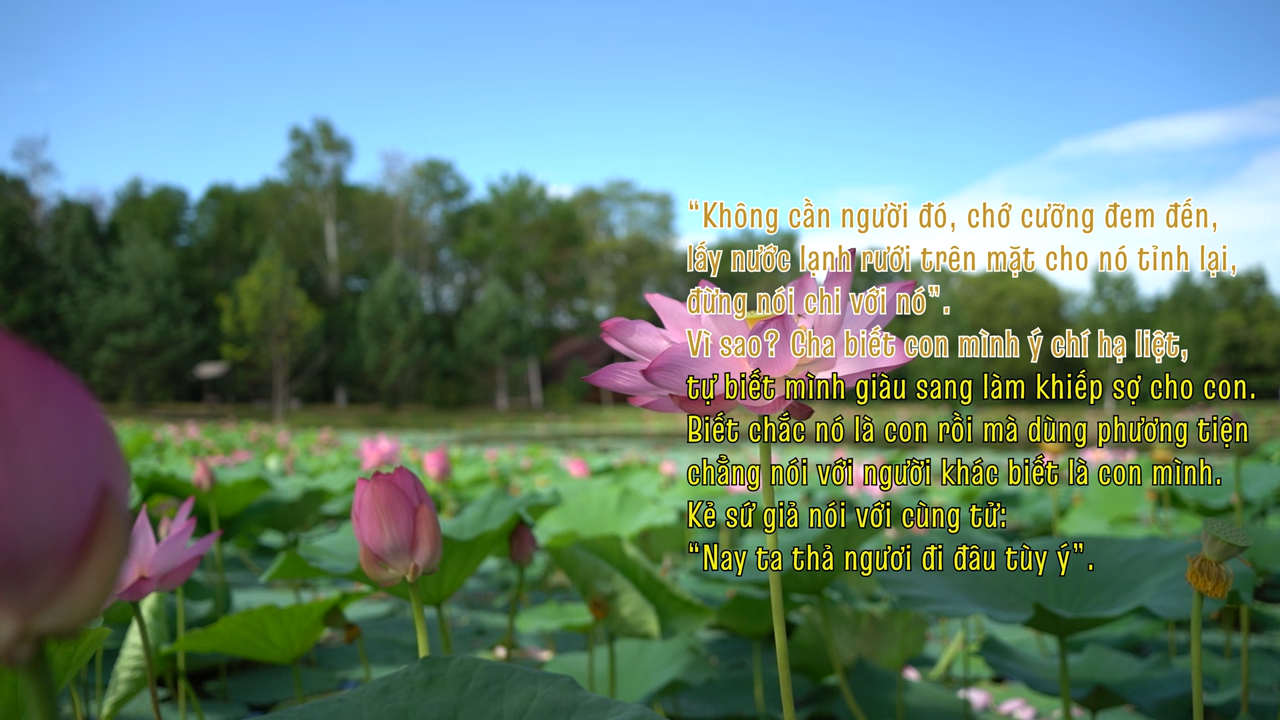 “Không cần người đó, chớ cưỡng đem đến,
lấy nước lạnh rưới trên mặt cho nó tỉnh lại,
đừng nói chi với nó”.
Vì sao? Cha biết con mình ý chí hạ liệt,
tự biết mình giàu sang làm khiếp sợ cho con.
Biết chắc nó là con rồi mà dùng phương tiện
chẳng nói với người khác biết là con mình.
Kẻ sứ giả nói với cùng tử:
“Nay ta thả ngươi đi đâu tùy ý”.